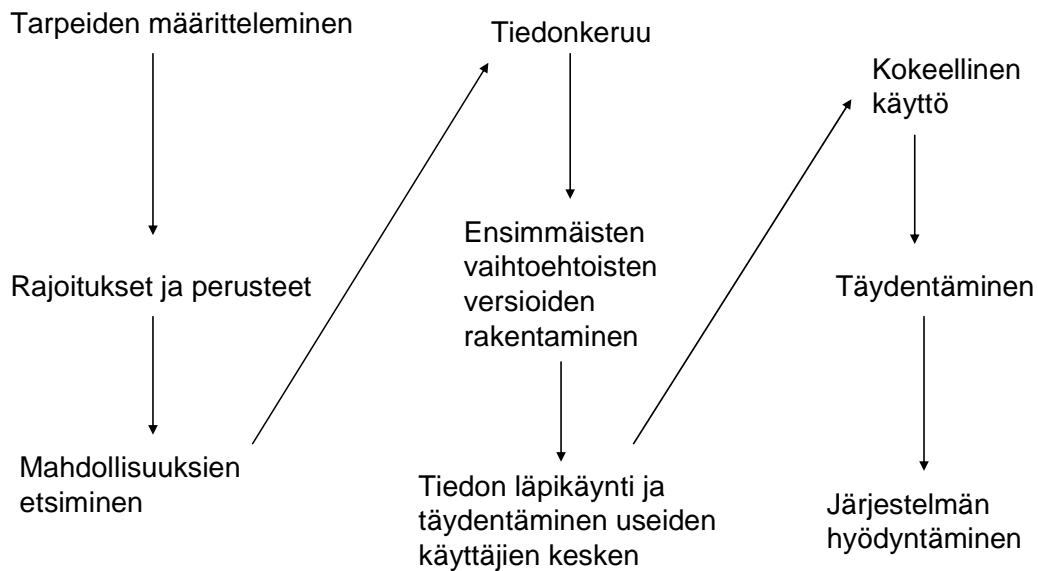 Tarpeiden määritteleminen
Rajoitukset ja perusteet
Mahdollisuuksien
etsiminen
Tiedonkeruu
Ensimmäisten
vaihtoehtoisten
versioiden
rakentaminen
Tiedon läpikäynti ja
täydentäminen useiden
käyttäjien kesken
Kokeellinen
käyttö
Täydentäminen
Järjestelmän
hyödyntäminen